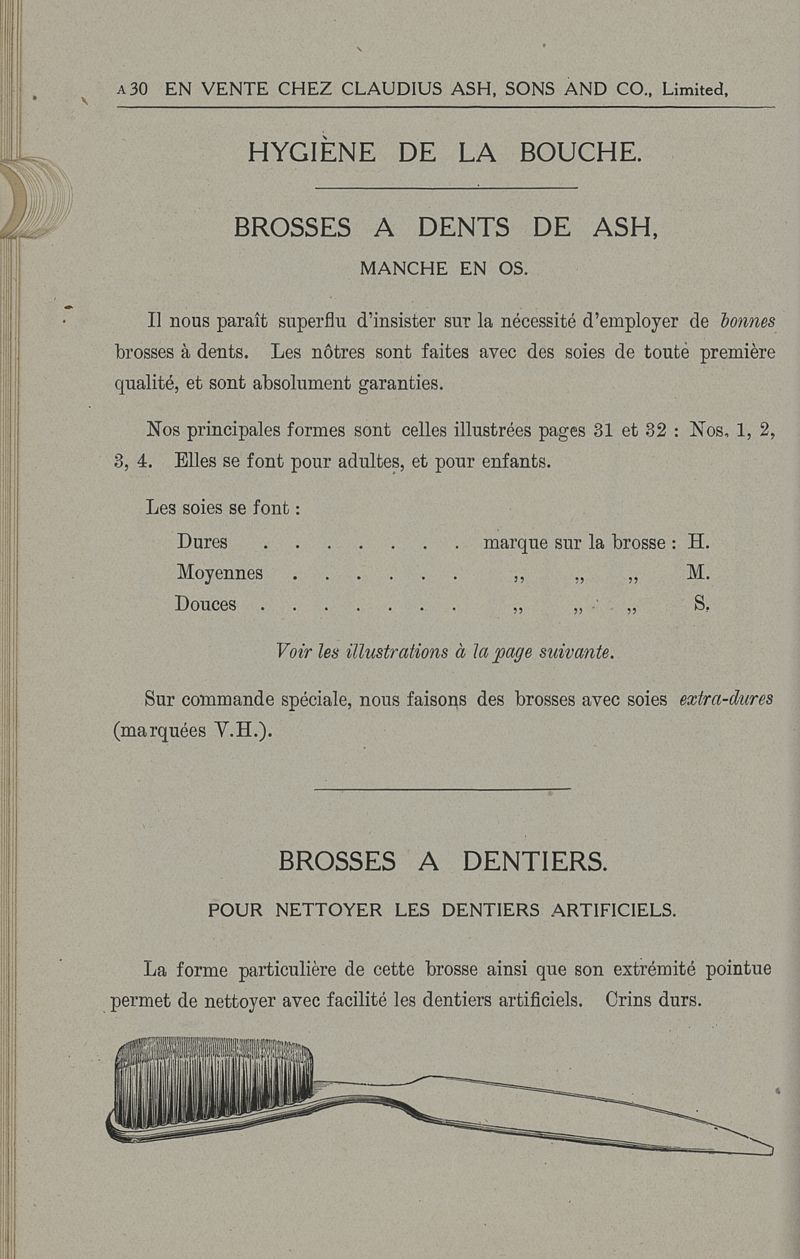 A 30 EN VENTE CHEZ CLAUDIUS ASH, SONS AND CO., Limited,
HYGIÈNE DE LA BOUCHE.
BROSSES A DENTS DE ASH,
MANCHE EN OS.
Il nous paraît superflu d'insister sur la nécessité d'employer de bonnes
brosses à dents. Les nôtres sont faites avec des soies de toute première
qualité, et sont absolument garanties.
Nos principales formes sont celles illustrées pages 31 et 32 : Nos. 1, 2,
3, 4. Elles se font pour adultes, et pour enfants.
Les soies se font :
Dures . . . . . . . marque sur la brosse : H.
Moyennes . . . . . . „ „ „ M.
Douces . . . . . . . „ „ „ S.
Voir les illustrations à la page suivante.
Sur commande spéciale, nous faisons des brosses avec soies extra-dures
(marquées V.H.).
BROSSES A DENTIERS.
POUR NETTOYER LES DENTIERS ARTIFICIELS.
La forme particulière de cette brosse ainsi que son extrémité pointue
permet de nettoyer avec facilité les dentiers artificiels. Crins durs.